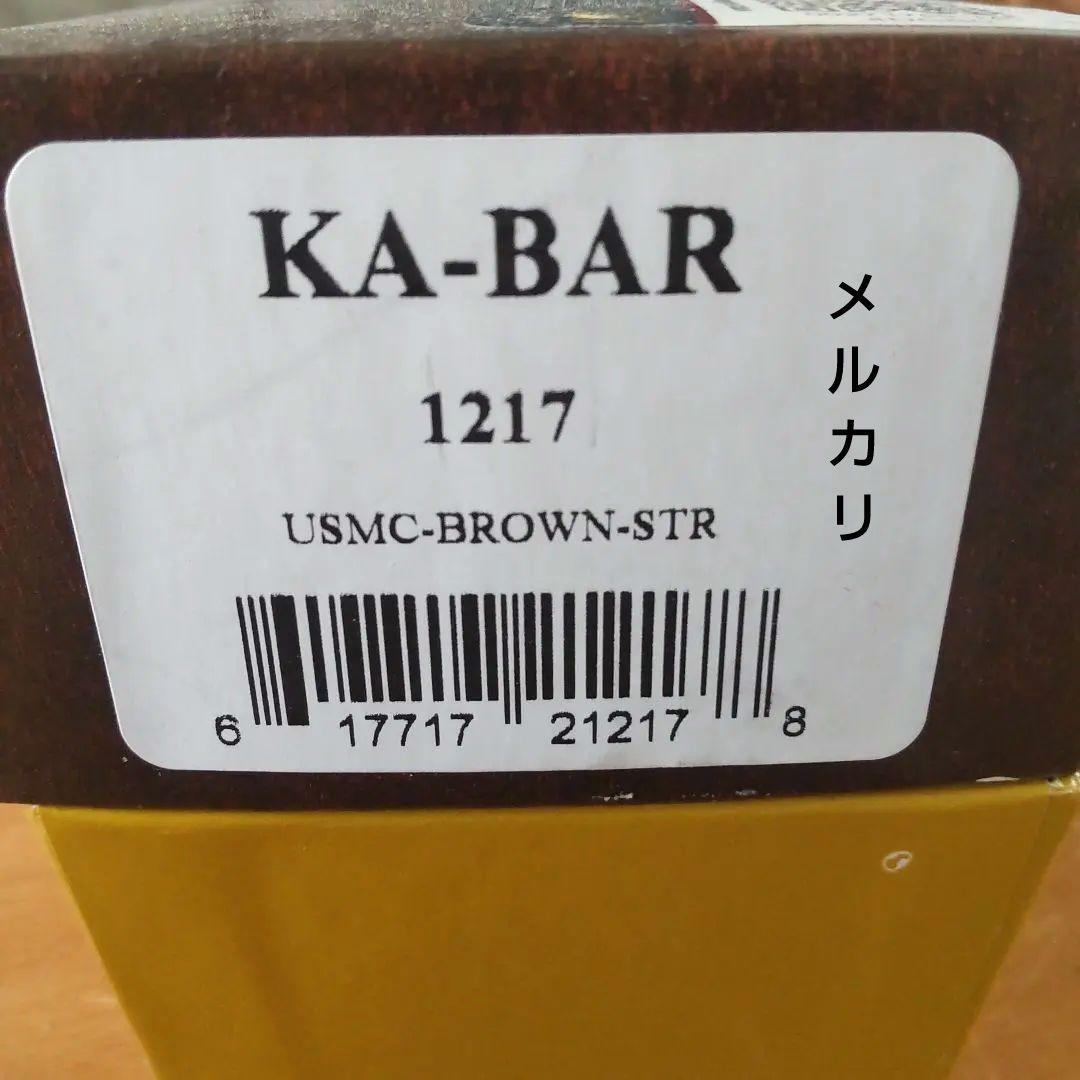 KA-BAR
1217
USMC-BROWN-STR
6 17717 21217 8
メルカリ